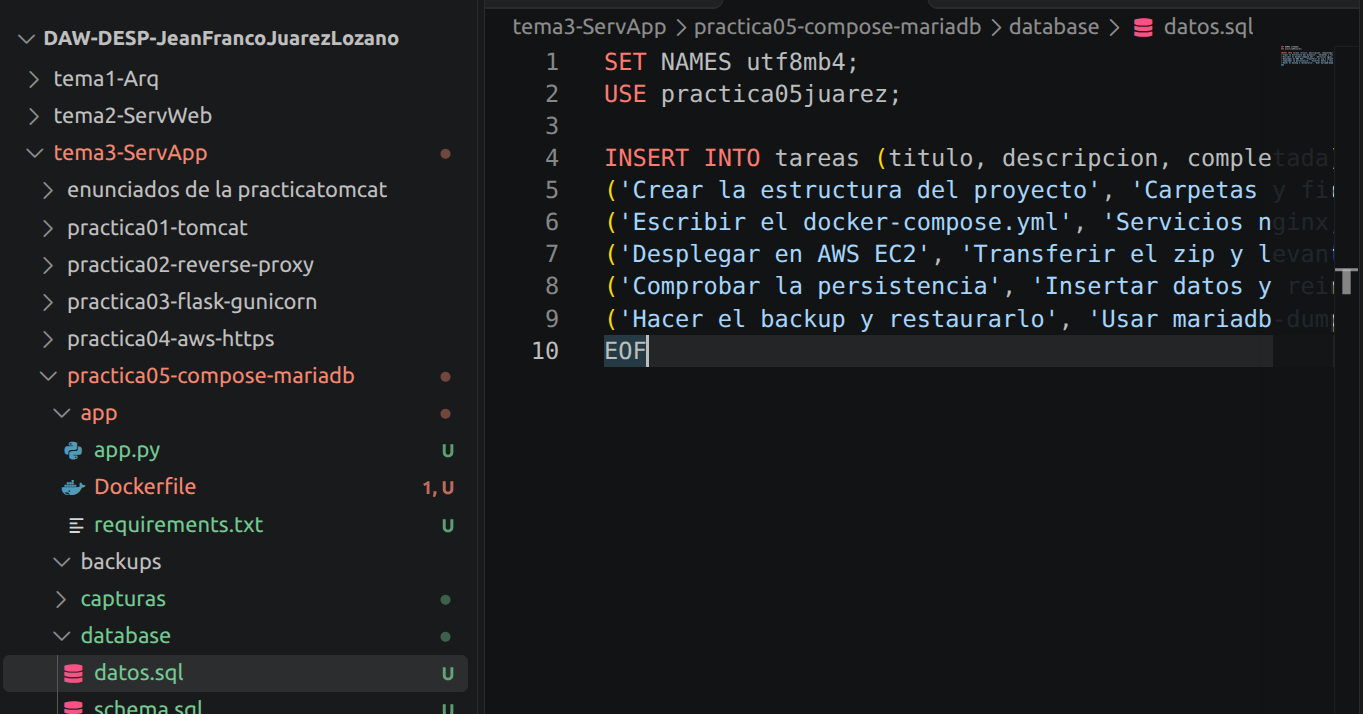 DAW-DESP-JeanFrancoJuarezLozano
tema1-Arq
tema2-ServWeb
tema3-ServApp
enunciados de la practicatomcat
practica01-tomcat
practica02-reverse-proxy
practica03-flask-gunicorn
practica04-aws-https
practica05-compose-mariadb
app
app.py U
Dockerfile 1, U
requirements.txt U
backups
capturas
database
datos.sql U
schema.sql U
tema3-ServApp > practica05-compose-mariadb > database > datos.sql
1 SET NAMES utf8mb4;
2 USE practica05juarez;
3
4 INSERT INTO tareas (titulo, descripcion, completada)
5 ('Crear la estructura del proyecto', 'Carpetas y
6 ('Escribir el docker-compose.yml', 'Servicios nginx
7 ('Desplegar en AWS EC2', 'Transferir el zip y
8 ('Comprobar la persistencia', 'Insertar datos y
9 ('Hacer el backup y restaurarlo', 'Usar mariadb-dump
10 EOF